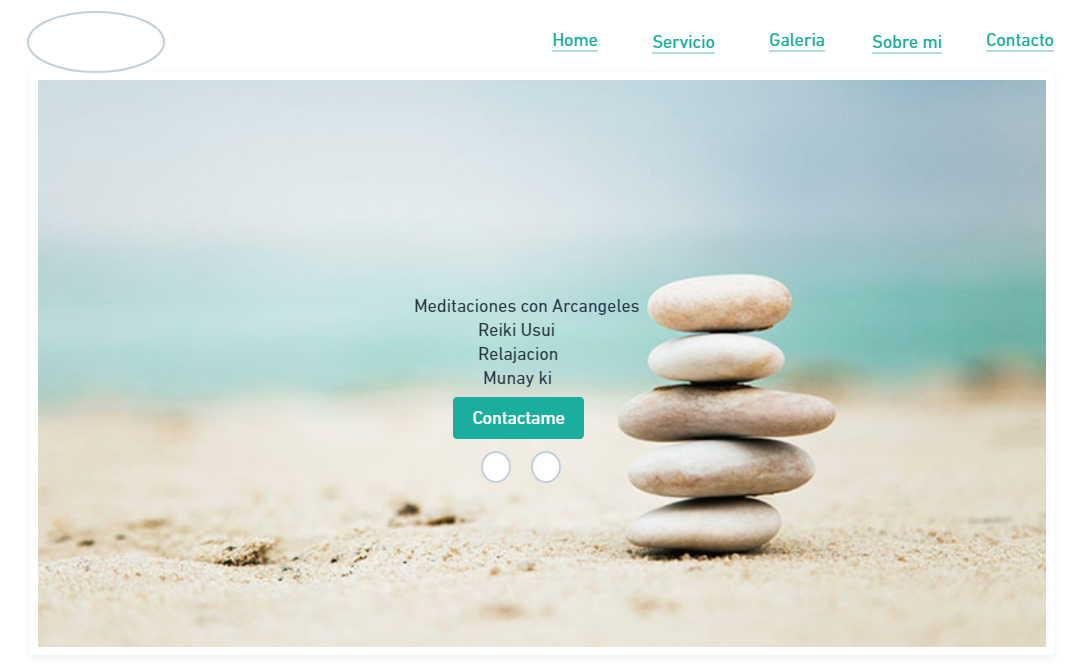 Home Servicio Galeria Sobre mi Contacto
Meditaciones con Arcangeles
Reiki Usui
Relajacion
Munay ki
Contactame